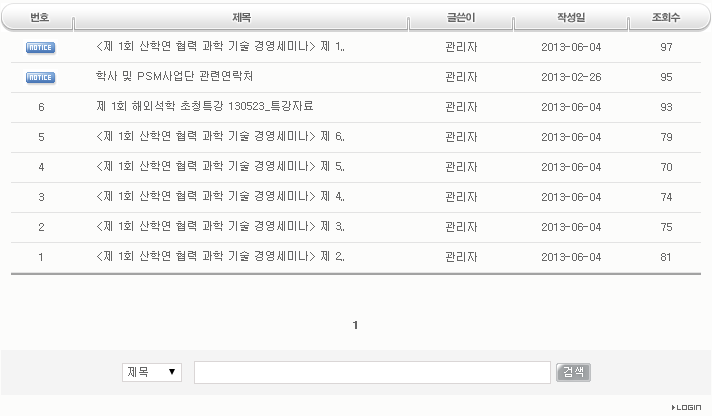 번호 제목 글쓴이 작성일 조회수
NOTICE <제 1회 산학연 협력 과학 기술 경영세미나> 제 1.. 관리자 2013-06-04 97
NOTICE 학사 및 PSM사업단 관련연락처 관리자 2013-02-26 95
6 제 1회 해외석학 초청특강 130523_특강자료 관리자 2013-06-04 93
5 <제 1회 산학연 협력 과학 기술 경영세미나> 제 6.. 관리자 2013-06-04 79
4 <제 1회 산학연 협력 과학 기술 경영세미나> 제 5.. 관리자 2013-06-04 70
3 <제 1회 산학연 협력 과학 기술 경영세미나> 제 4.. 관리자 2013-06-04 74
2 <제 1회 산학연 협력 과학 기술 경영세미나> 제 3.. 관리자 2013-06-04 75
1 <제 1회 산학연 협력 과학 기술 경영세미나> 제 2.. 관리자 2013-06-04 81
1
제목 검색
LOGIN